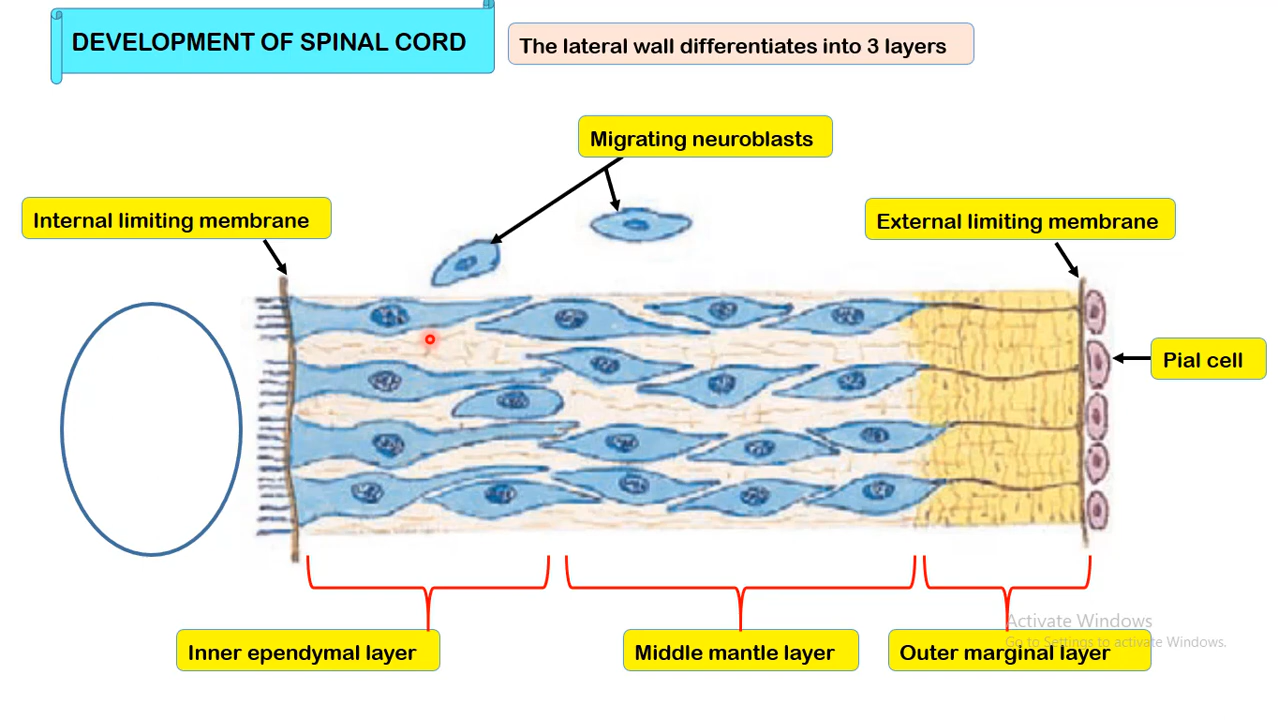 DEVELOPMENT OF SPINAL CORD
The lateral wall differentiates into 3 layers
Migrating neuroblasts
Internal limiting membrane
External limiting membrane
Pial cell
Inner ependymal layer
Middle mantle layer
Outer marginal layer
Activate Windows
Go to Settings to activate Windows.